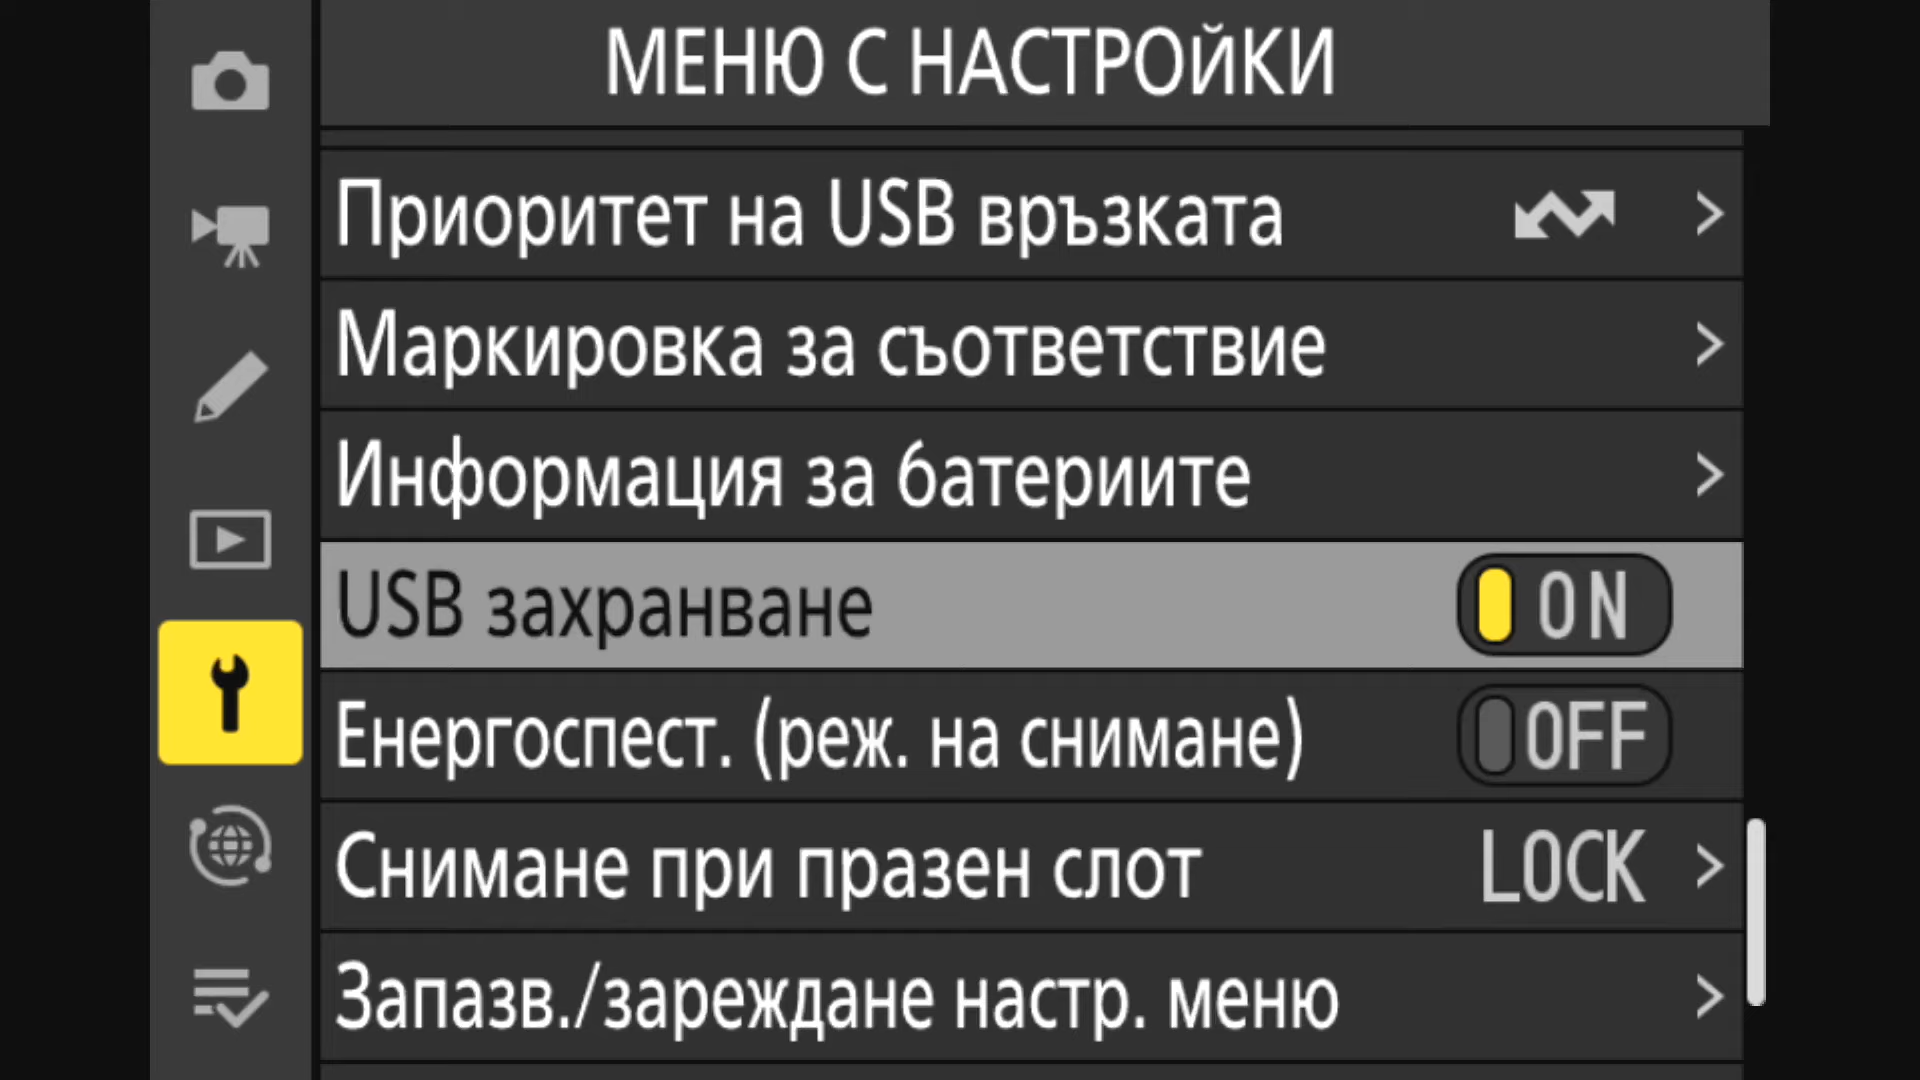 МЕНЮ С НАСТРОЙКИ
Приоритет на USB връзката
Маркировка за съответствие
Информация за батериите
USB захранване ON
Енергоспест. (реж. на снимане) OFF
Снимане при празен слот LOCK
Запазв./зареждане настр. меню